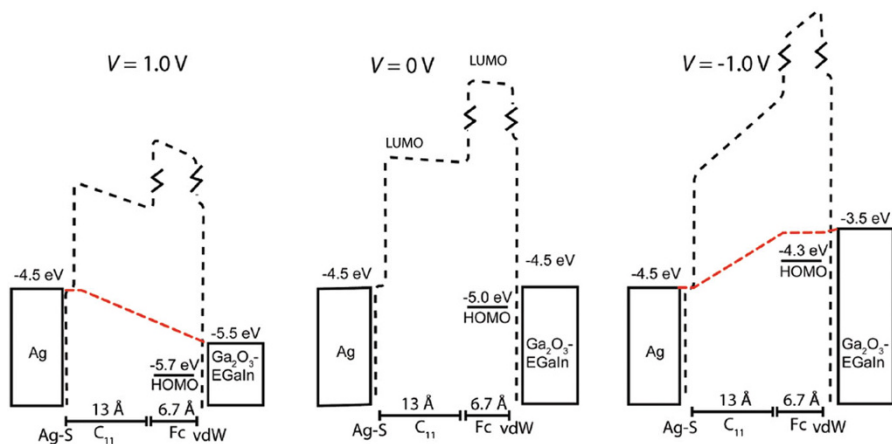 V = 1.0 V
-4.5 eV
Ag
-5.5 eV
-5.7 eV
HOMO
Ga₂O₃-
EGaIn
13 Å
6.7 Å
Ag-S
C₁₁
Fc
vdW
V = 0 V
LUMO
LUMO
-4.5 eV
-4.5 eV
Ag
-5.0 eV
HOMO
Ga₂O₃-
EGaIn
13 Å
6.7 Å
Ag-S
C₁₁
Fc
vdW
V = -1.0 V
-3.5 eV
-4.3 eV
HOMO
-4.5 eV
Ag
Ga₂O₃-
EGaIn
13 Å
6.7 Å
Ag-S
C₁₁
Fc
vdW